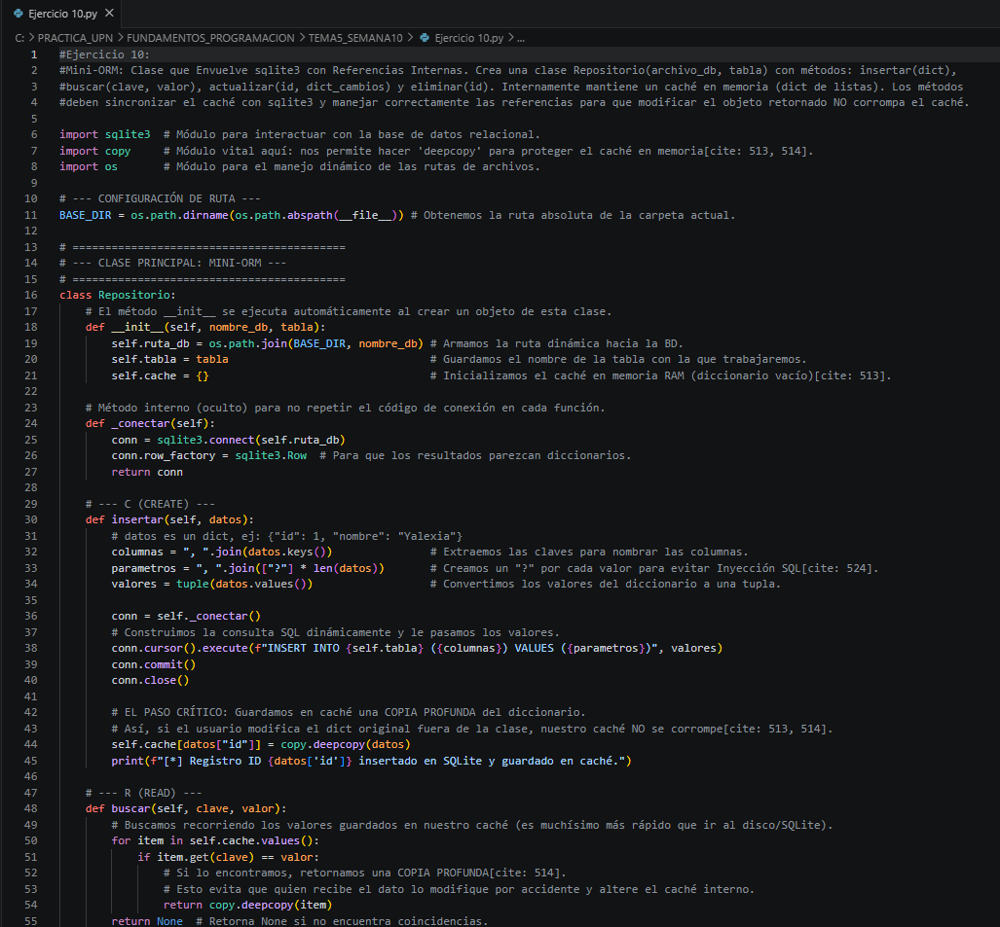 Ejercicio 10.py ×
C: > PRACTICA_UPN > FUNDAMENTOS_PROGRAMACION > TEMA5_SEMANA10 > Ejercicio 10.py > ...
1 #Ejercicio 10:
2 #Mini-ORM: Clase que Envuelve sqlite3 con Referencias Internas. Crea una clase Repositorio(archivo_db, tabla) con métodos: insertar(dict),
3 #buscar(clave, valor), actualizar(id, dict_cambios) y eliminar(id). Internamente mantiene un caché en memoria (dict de listas). Los métodos
4 #deben sincronizar el caché con sqlite3 y manejar correctamente las referencias para que modificar el objeto retornado NO corrompa el caché.
5
6 import sqlite3  # Módulo para interactuar con la base de datos relacional.
7 import copy     # Módulo vital aquí: nos permite hacer 'deepcopy' para proteger el caché en memoria[cite: 513, 514].
8 import os       # Módulo para el manejo dinámico de las rutas de archivos.
9
10 # --- CONFIGURACIÓN DE RUTA ---
11 BASE_DIR = os.path.dirname(os.path.abspath(__file__)) # Obtenemos la ruta absoluta de la carpeta actual.
12
13 # ==========================================
14 # --- CLASE PRINCIPAL: MINI-ORM ---
15 # ==========================================
16 class Repositorio:
17     # El método __init__ se ejecuta automáticamente al crear un objeto de esta clase.
18     def __init__(self, nombre_db, tabla):
19         self.ruta_db = os.path.join(BASE_DIR, nombre_db) # Armamos la ruta dinámica hacia la BD.
20         self.tabla = tabla                               # Guardamos el nombre de la tabla con la que trabajaremos.
21         self.cache = {}                                  # Inicializamos el caché en memoria RAM (diccionario vacío)[cite: 513].
22
23     # Método interno (oculto) para no repetir el código de conexión en cada función.
24     def _conectar(self):
25         conn = sqlite3.connect(self.ruta_db)
26         conn.row_factory = sqlite3.Row  # Para que los resultados parezcan diccionarios.
27         return conn
28
29     # --- C (CREATE) ---
30     def insertar(self, datos):
31         # datos es un dict, ej: {"id": 1, "nombre": "Yalexia"}
32         columnas = ", ".join(datos.keys())               # Extraemos las claves para nombrar las columnas.
33         parametros = ", ".join(["?"] * len(datos))       # Creamos un "?" por cada valor para evitar Inyección SQL[cite: 524].
34         valores = tuple(datos.values())                  # Convertimos los valores del diccionario a una tupla.
35
36         conn = self._conectar()
37         # Construimos la consulta SQL dinámicamente y le pasamos los valores.
38         conn.cursor().execute(f"INSERT INTO {self.tabla} ({columnas}) VALUES ({parametros})", valores)
39         conn.commit()
40         conn.close()
41
42         # EL PASO CRÍTICO: Guardamos en caché una COPIA PROFUNDA del diccionario.
43         # Así, si el usuario modifica el dict original fuera de la clase, nuestro caché NO se corrompe[cite: 513, 514].
44         self.cache[datos["id"]] = copy.deepcopy(datos)
45         print(f"[*] Registro ID {datos['id']} insertado en SQLite y guardado en caché.")
46
47     # --- R (READ) ---
48     def buscar(self, clave, valor):
49         # Buscamos recorriendo los valores guardados en nuestro caché (es muchísimo más rápido que ir al disco/SQLite).
50         for item in self.cache.values():
51             if item.get(clave) == valor:
52                 # Si lo encontramos, retornamos una COPIA PROFUNDA[cite: 514].
53                 # Esto evita que quien recibe el dato lo modifique por accidente y altere el caché interno.
54                 return copy.deepcopy(item)
55         return None  # Retorna None si no encuentra coincidencias.